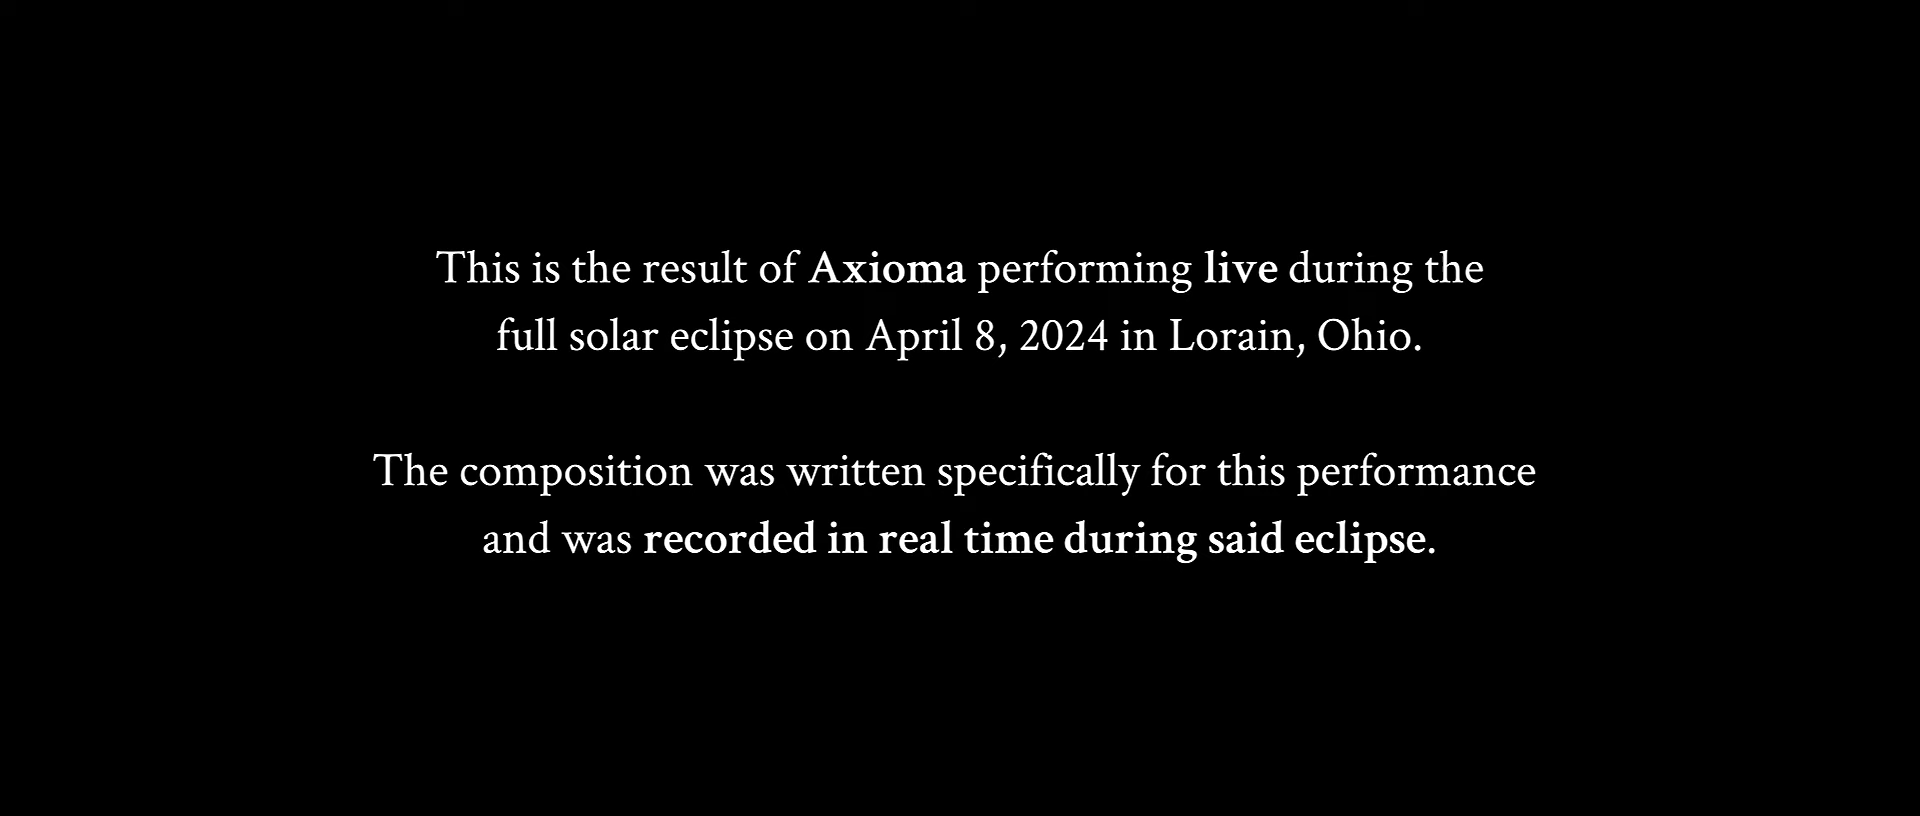 This is the result of Axioma performing live during the
full solar eclipse on April 8, 2024 in Lorain, Ohio.
The composition was written specifically for this performance
and was recorded in real time during said eclipse.